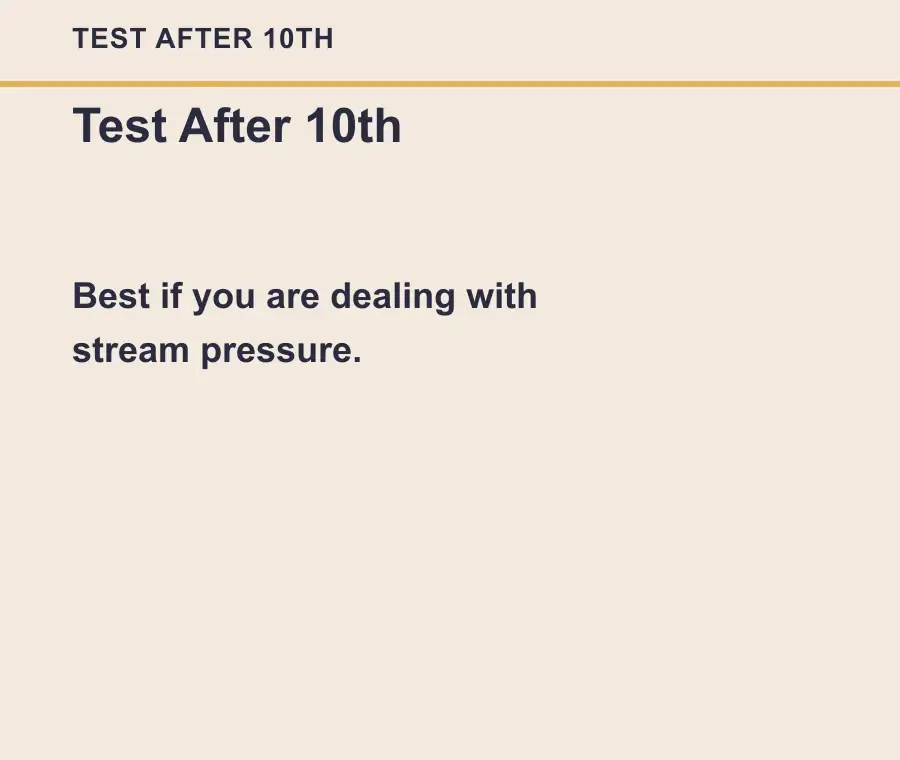 TEST AFTER 10TH
Test After 10th
Best if you are dealing with
stream pressure.